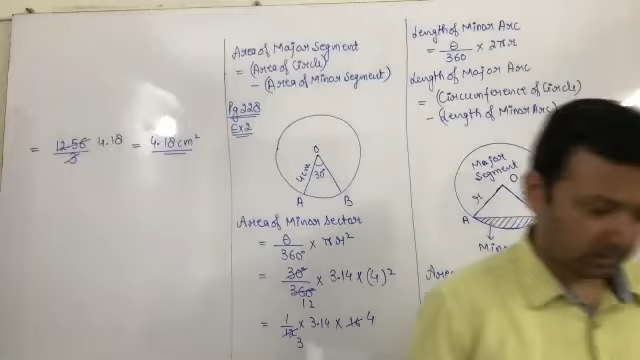 = 12.56 4.18 = 4.18cm²
3
Area of Major Segment
= (Area of Circle)
- (Area of Minor Segment)
Pg 228
Ex 2
O
4cm 30
A B
Area of Minor Sector
= θ/360° × πr²
= 30°/360° × 3.14 × (4)²
12
= 1/12 × 3.14 × 16 4
3
Length of Minor Arc
= θ/360 × 2πr
Length of Major Arc
= (Circumference of Circle)
- (Length of Minor Arc)
Major
Segment
O
r
A